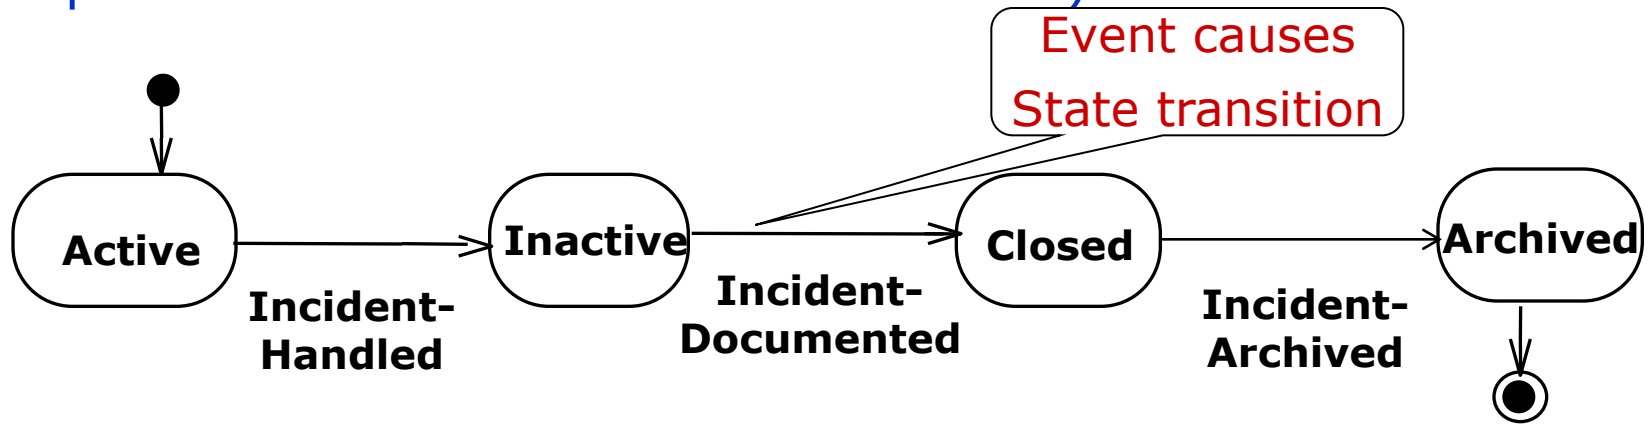 Event causes
State transition
Active
Inactive
Closed
Archived
Incident-
Handled
Incident-
Documented
Incident-
Archived